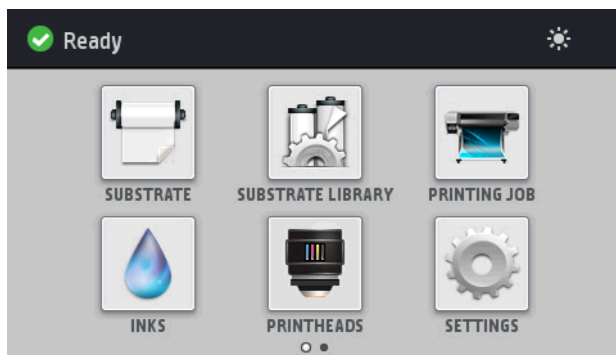 Ready
SUBSTRATE SUBSTRATE LIBRARY PRINTING JOB
INKS PRINTHEADS SETTINGS